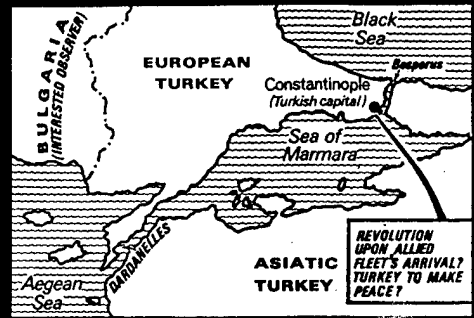 Black
Sea
BULGARIA
(INTERESTED OBSERVER)
EUROPEAN
TURKEY
Bosporus
Constantinople
(Turkish capital)
Sea of
Marmara
DARDANELLES
Aegean
Sea
ASIATIC
TURKEY
REVOLUTION
UPON ALLIED
FLEET'S ARRIVAL?
TURKEY TO MAKE
PEACE?